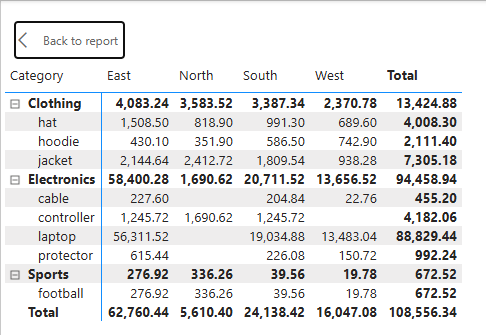 Back to report
Category East North South West Total
Clothing 4,083.24 3,583.52 3,387.34 2,370.78 13,424.88
hat 1,508.50 818.90 991.30 689.60 4,008.30
hoodie 430.10 351.90 586.50 742.90 2,111.40
jacket 2,144.64 2,412.72 1,809.54 938.28 7,305.18
Electronics 58,400.28 1,690.62 20,711.52 13,656.52 94,458.94
cable 227.60 204.84 22.76 455.20
controller 1,245.72 1,690.62 1,245.72 4,182.06
laptop 56,311.52 19,034.88 13,483.04 88,829.44
protector 615.44 226.08 150.72 992.24
Sports 276.92 336.26 39.56 19.78 672.52
football 276.92 336.26 39.56 19.78 672.52
Total 62,760.44 5,610.40 24,138.42 16,047.08 108,556.34